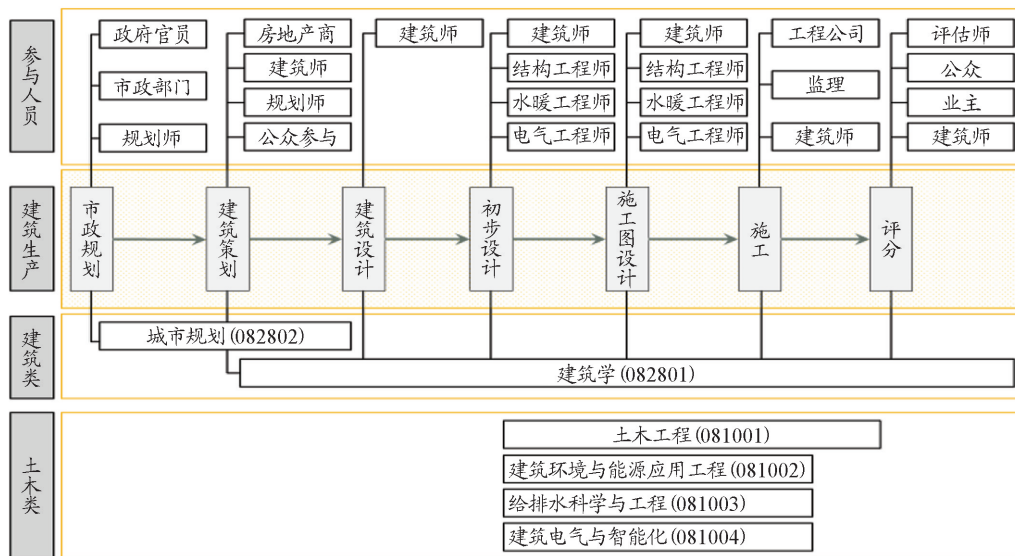 参与人员
政府官员
市政部门
规划师
房地产商
建筑师
规划师
公众参与
建筑师
建筑师
结构工程师
水暖工程师
电气工程师
建筑师
结构工程师
水暖工程师
电气工程师
工程公司
监理
建筑师
评估师
公众
业主
建筑师
建筑生产
市政规划
建筑策划
建筑设计
初步设计
施工图设计
施工
评分
建筑类
城市规划(082802)
建筑学(082801)
土木类
土木工程(081001)
建筑环境与能源应用工程(081002)
给排水科学与工程(081003)
建筑电气与智能化(081004)